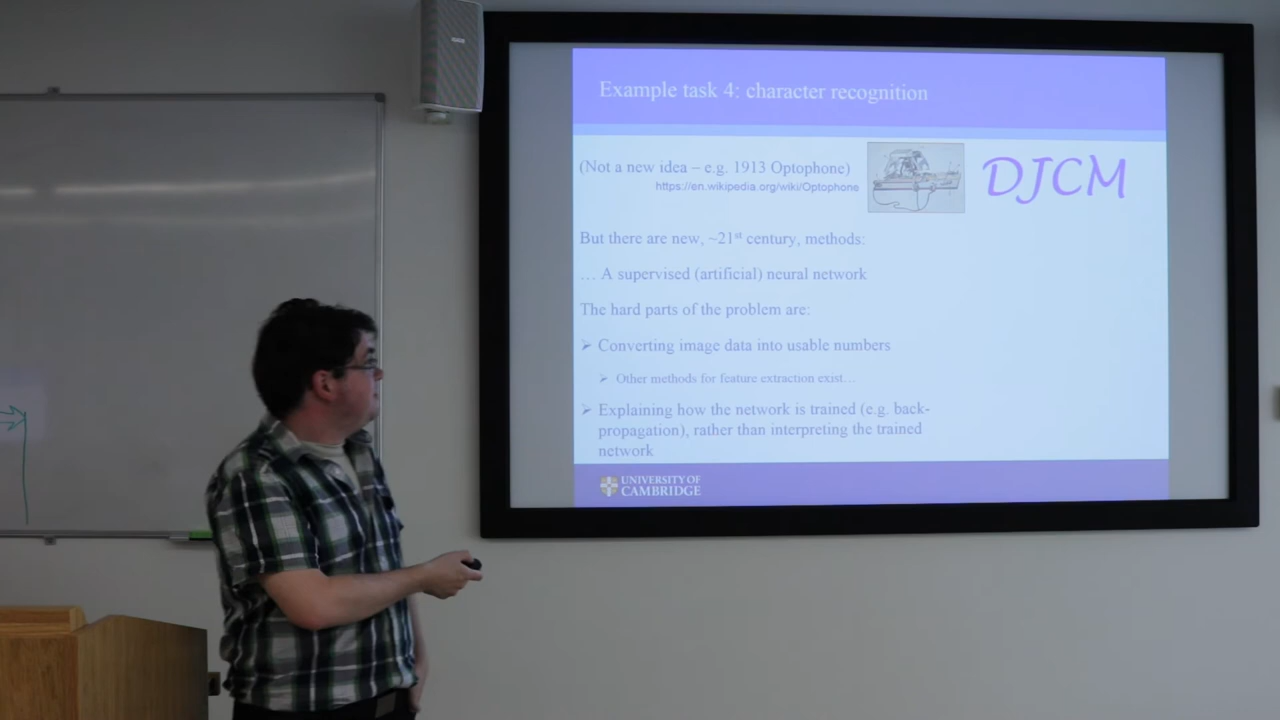 Example task 4: character recognition
(Not a new idea – e.g. 1913 Optophone)
https://en.wikipedia.org/wiki/Optophone
DJCM
But there are new, ~21st century, methods:
… A supervised (artificial) neural network
The hard parts of the problem are:
➢ Converting image data into usable numbers
➢ Other methods for feature extraction exist…
➢ Explaining how the network is trained (e.g. back-
propagation), rather than interpreting the trained
network
UNIVERSITY OF
CAMBRIDGE